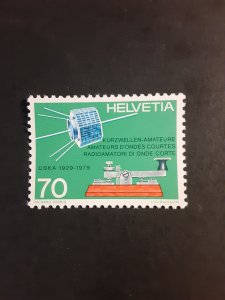 HELVETIA
KURZWELLEN-AMATEURE
AMATEURS D'ONDES COURTES
RADIOAMATORI DI ONDE CORTE
USKA 1929-1979
70